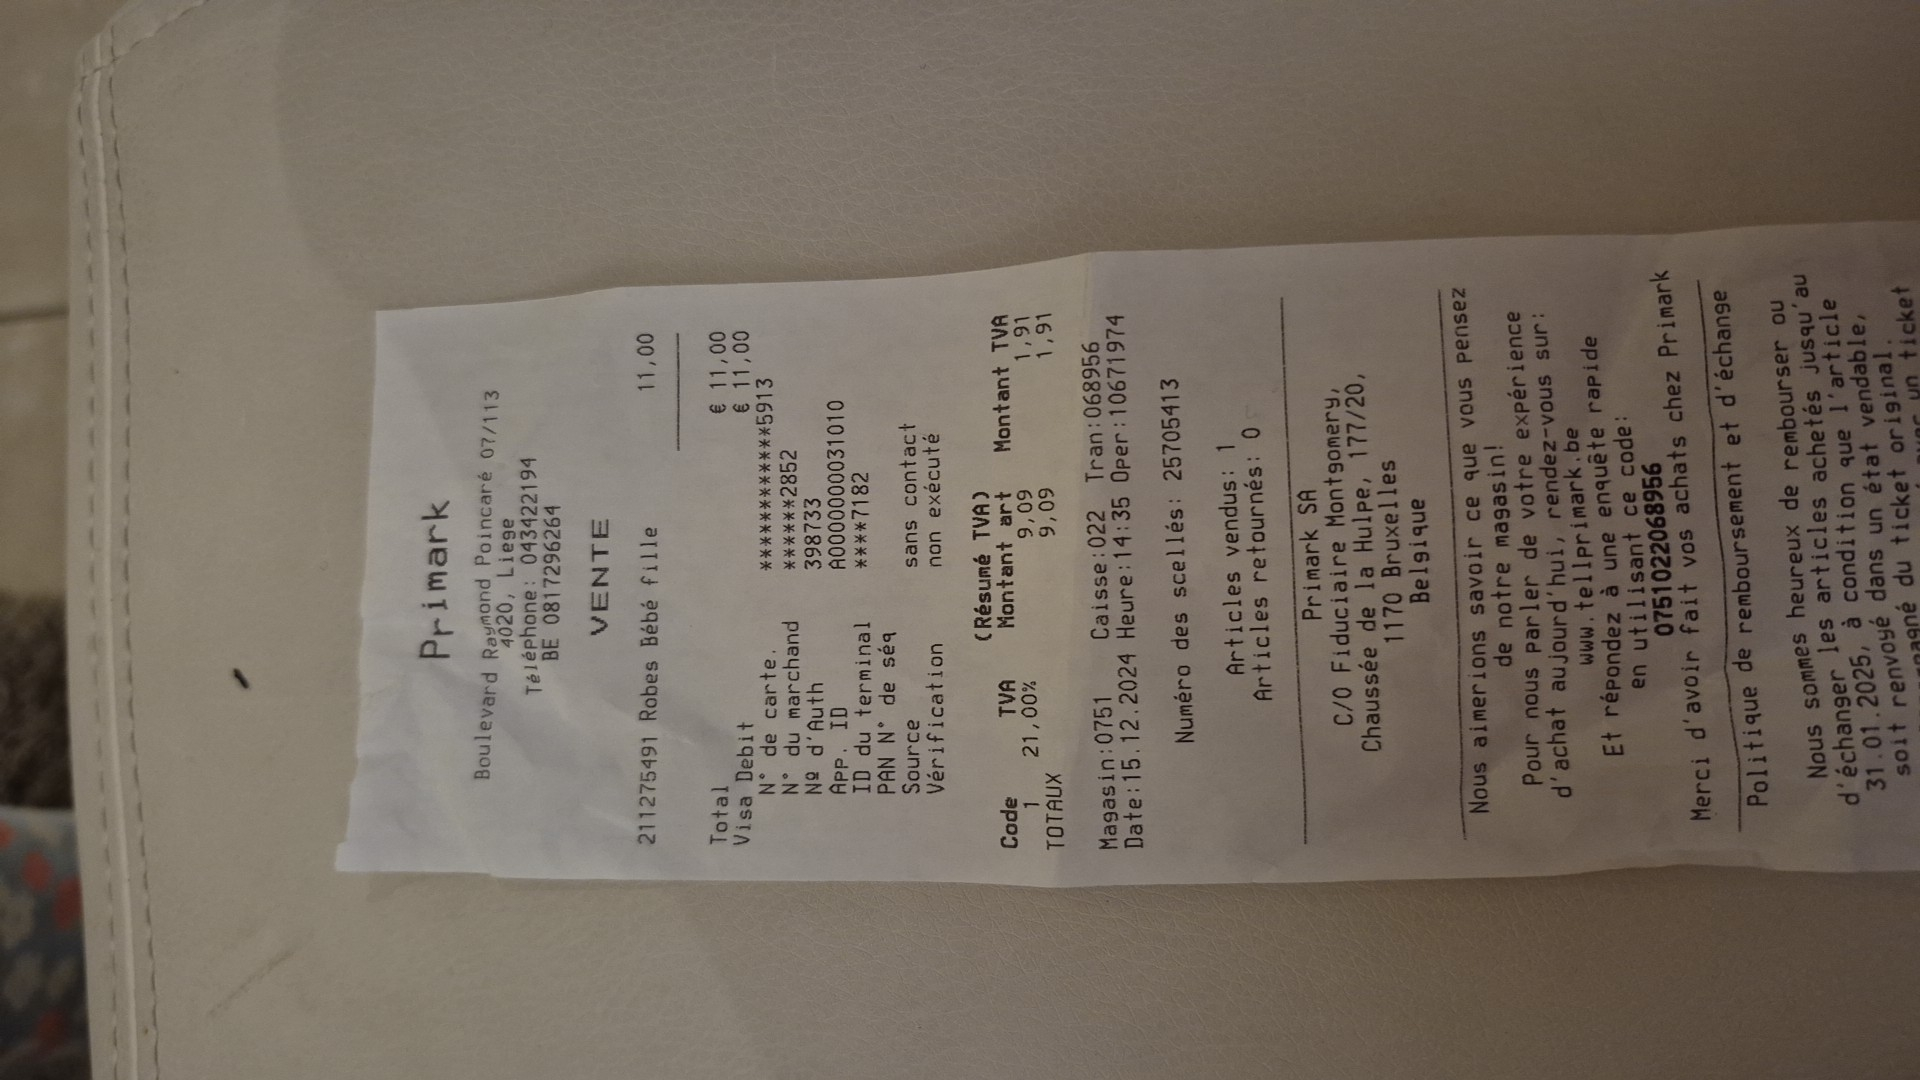 Primark
Boulevard Raymond Poincaré 07/113
4020, Liege
Téléphone: 043422194
BE 0817296264
VENTE
211275491 Robes Bébé fille 11,00
Total € 11,00
Visa Debit € 11,00
N° de carte. ************5913
N° du marchand ******2852
Nº d'Auth 398733
App. ID A0000000031010
ID du terminal ****7182
PAN N° de séq
Source sans contact
Vérification non exécuté
(Résumé TVA)
Code TVA Montant art Montant TVA
1 21,00% 9,09 1,91
TOTAUX 9,09 1,91
Magasin:0751 Caisse:022 Tran:068956
Date:15.12.2024 Heure:14:35 Oper:10671974
Numéro des scellés: 25705413
Articles vendus: 1
Articles retournés: 0
Primark SA
C/O Fiduciaire Montgomery,
Chaussée de la Hulpe, 177/20,
1170 Bruxelles
Belgique
Nous aimerions savoir ce que vous pensez
de notre magasin!
Pour nous parler de votre expérience
d'achat aujourd'hui, rendez-vous sur:
www.tellprimark.be
Et répondez à une enquête rapide
en utilisant ce code:
075102206895​6
Merci d'avoir fait vos achats chez Primark
Politique de remboursement et d'échange
Nous sommes heureux de rembourser ou
d'échanger les articles achetés jusqu'au
31.01.2025, à condition que l'article
soit renvoyé dans un état vendable,
du ticket original.
un ticket